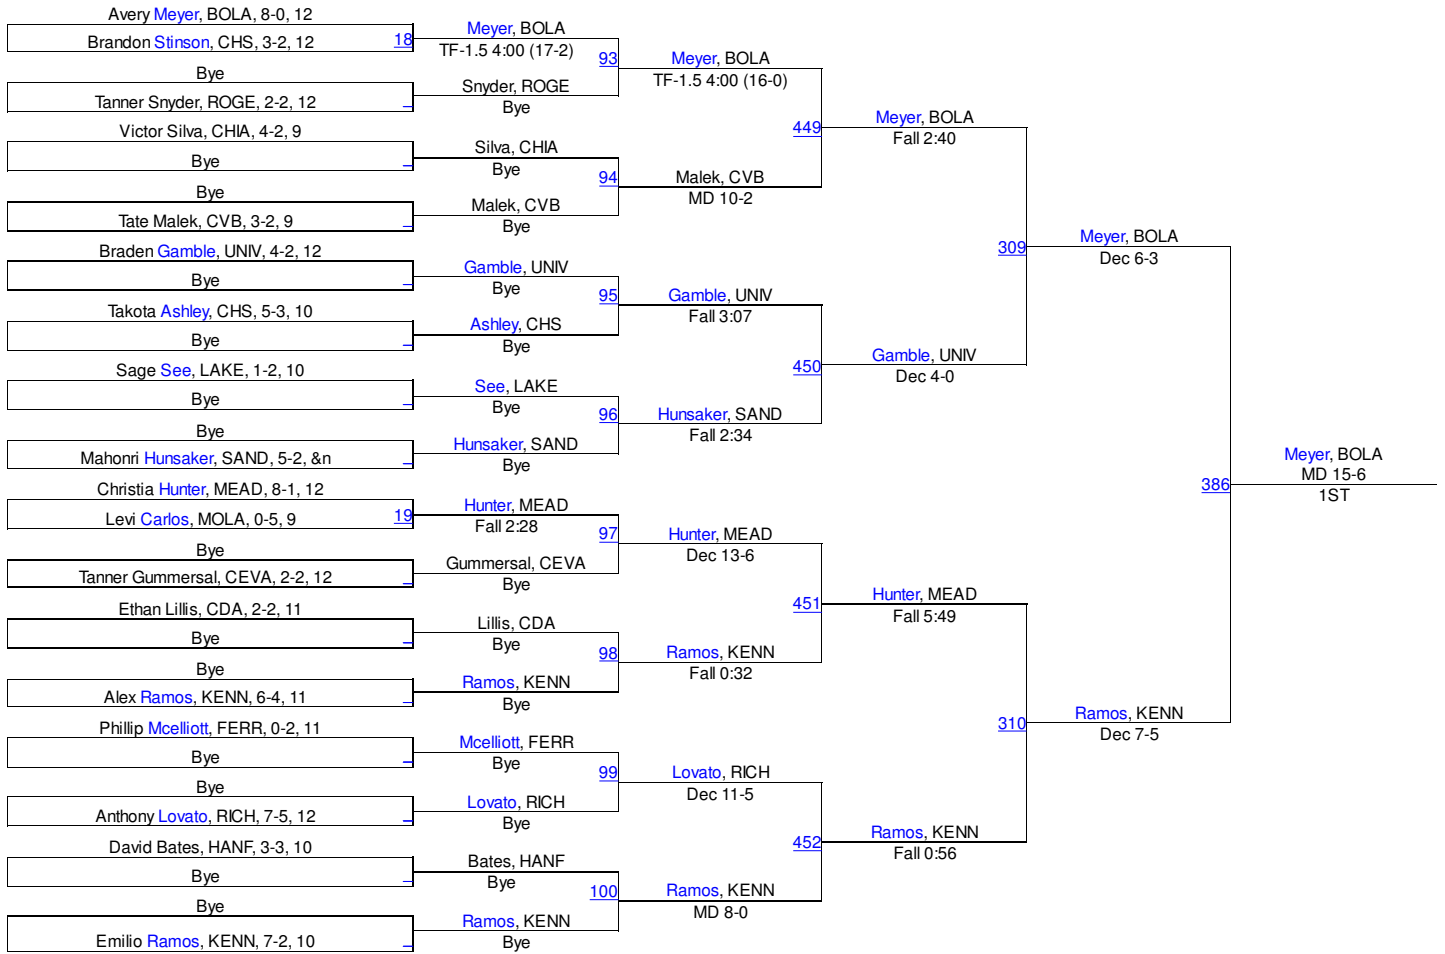 Avery Meyer, BOLA, 8-0, 12
Brandon Stinson, CHS, 3-2, 12
18
Bye
Tanner Snyder, ROGE, 2-2, 12
Victor Silva, CHIA, 4-2, 9
Bye
Bye
Tate Malek, CVB, 3-2, 9
Braden Gamble, UNIV, 4-2, 12
Bye
Takota Ashley, CHS, 5-3, 10
Bye
Sage See, LAKE, 1-2, 10
Bye
Bye
Mahonri Hunsaker, SAND, 5-2, &n
Christia Hunter, MEAD, 8-1, 12
Levi Carlos, MOLA, 0-5, 9
19
Bye
Tanner Gummersal, CEVA, 2-2, 12
Ethan Lillis, CDA, 2-2, 11
Bye
Bye
Alex Ramos, KENN, 6-4, 11
Phillip Mcelliott, FERR, 0-2, 11
Bye
Bye
Anthony Lovato, RICH, 7-5, 12
David Bates, HANF, 3-3, 10
Bye
Bye
Emilio Ramos, KENN, 7-2, 10
Meyer, BOLA
TF-1.5 4:00 (17-2)
93
Snyder, ROGE
Bye
Silva, CHIA
Bye
94
Malek, CVB
Bye
Gamble, UNIV
Bye
95
Ashley, CHS
Bye
See, LAKE
Bye
96
Hunsaker, SAND
Bye
Hunter, MEAD
Fall 2:28
97
Gummersal, CEVA
Bye
Lillis, CDA
Bye
98
Ramos, KENN
Bye
Mcelliott, FERR
Bye
99
Lovato, RICH
Bye
Bates, HANF
Bye
100
Ramos, KENN
Bye
Meyer, BOLA
TF-1.5 4:00 (16-0)
449
Malek, CVB
MD 10-2
Gamble, UNIV
Fall 3:07
450
Hunsaker, SAND
Fall 2:34
Hunter, MEAD
Dec 13-6
451
Ramos, KENN
Fall 0:32
Lovato, RICH
Dec 11-5
452
Ramos, KENN
MD 8-0
Meyer, BOLA
Fall 2:40
309
Gamble, UNIV
Dec 4-0
Hunter, MEAD
Fall 5:49
310
Ramos, KENN
Fall 0:56
Meyer, BOLA
Dec 6-3
386
Ramos, KENN
Dec 7-5
Meyer, BOLA
MD 15-6
1ST